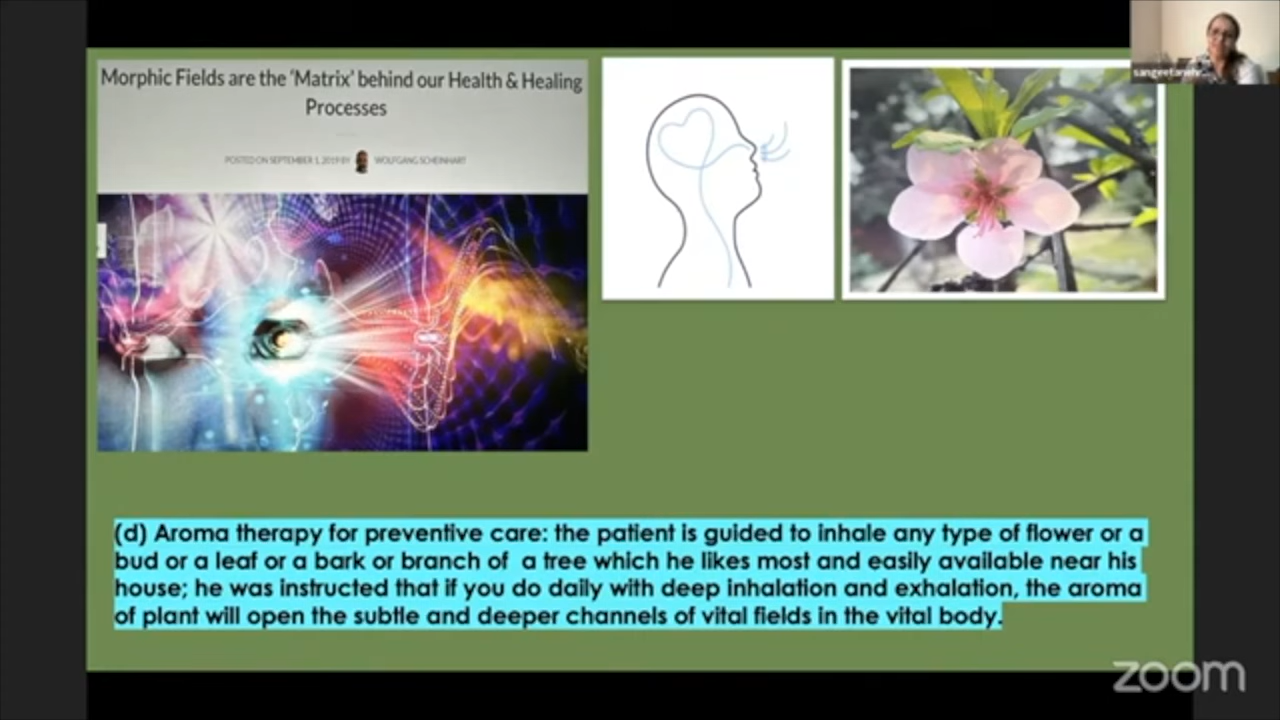 Morphic Fields are the 'Matrix' behind our Health & Healing
Processes
POSTED ON SEPTEMBER 1, 2019 BY WOLFGANG SCHEINHART
(d) Aroma therapy for preventive care: the patient is guided to inhale any type of flower or a
bud or a leaf or a bark or branch of a tree which he likes most and easily available near his
house; he was instructed that if you do daily with deep inhalation and exhalation, the aroma
of plant will open the subtle and deeper channels of vital fields in the vital body.
zoom